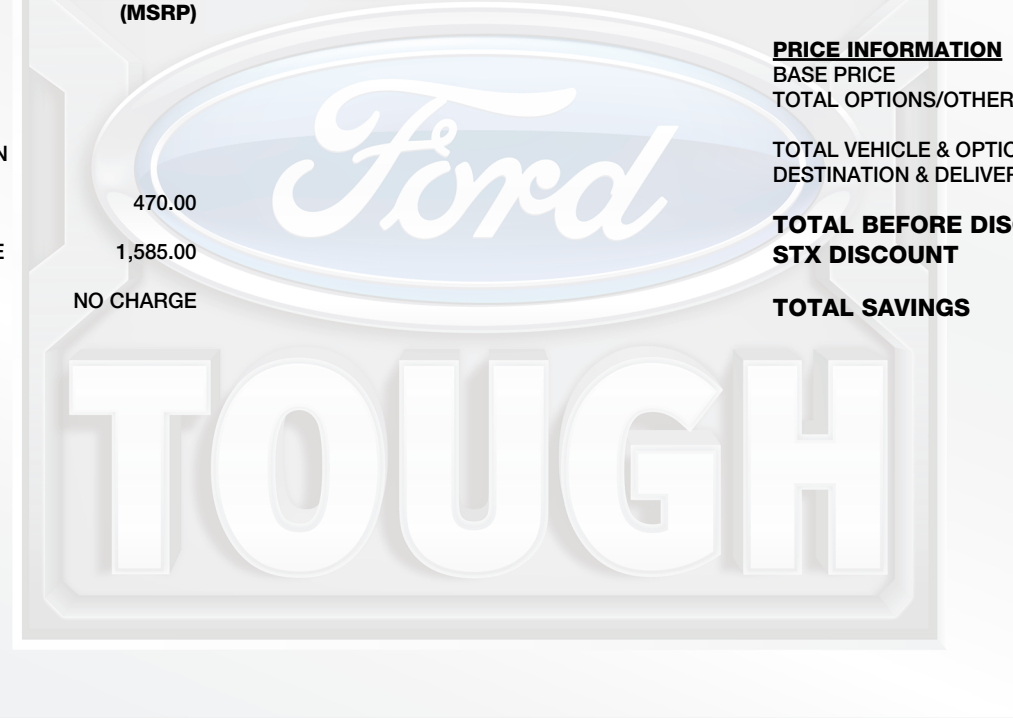 (MSRP)
N
470.00
E
1,585.00
NO CHARGE
PRICE INFORMATION
BASE PRICE
TOTAL OPTIONS/OTHER
TOTAL VEHICLE & OPTIO
DESTINATION & DELIVER
TOTAL BEFORE DIS
STX DISCOUNT
TOTAL SAVINGS
Ford
TOUGH